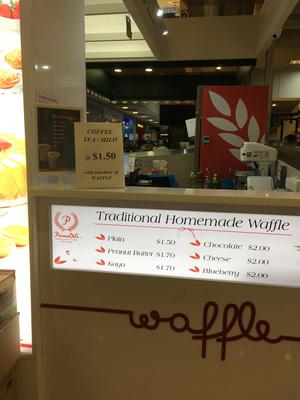 COFFEE
TEA / MILO
@ $1.50
with purchase of
WAFFLE
P
PrimaDéli
Traditional Homemade Waffle
Plain $1.50
Peanut Butter $1.70
Kaya $1.70
Chocolate $2.00
Cheese $2.00
Blueberry $2.00
waffle